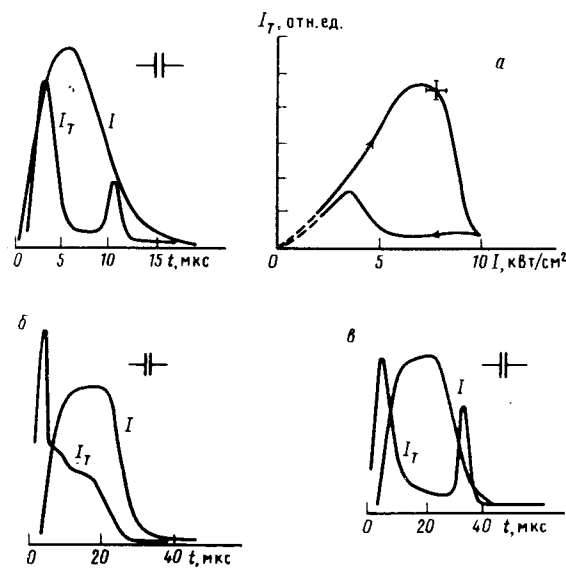 I_T, отн.ед.
а
I_T
I
0 5 10 15 t, мкс
0 5 10 I, кВт/см²
б
I
I_T
0 20 40 t, мкс
в
I
I_T
0 20 40 t, мкс